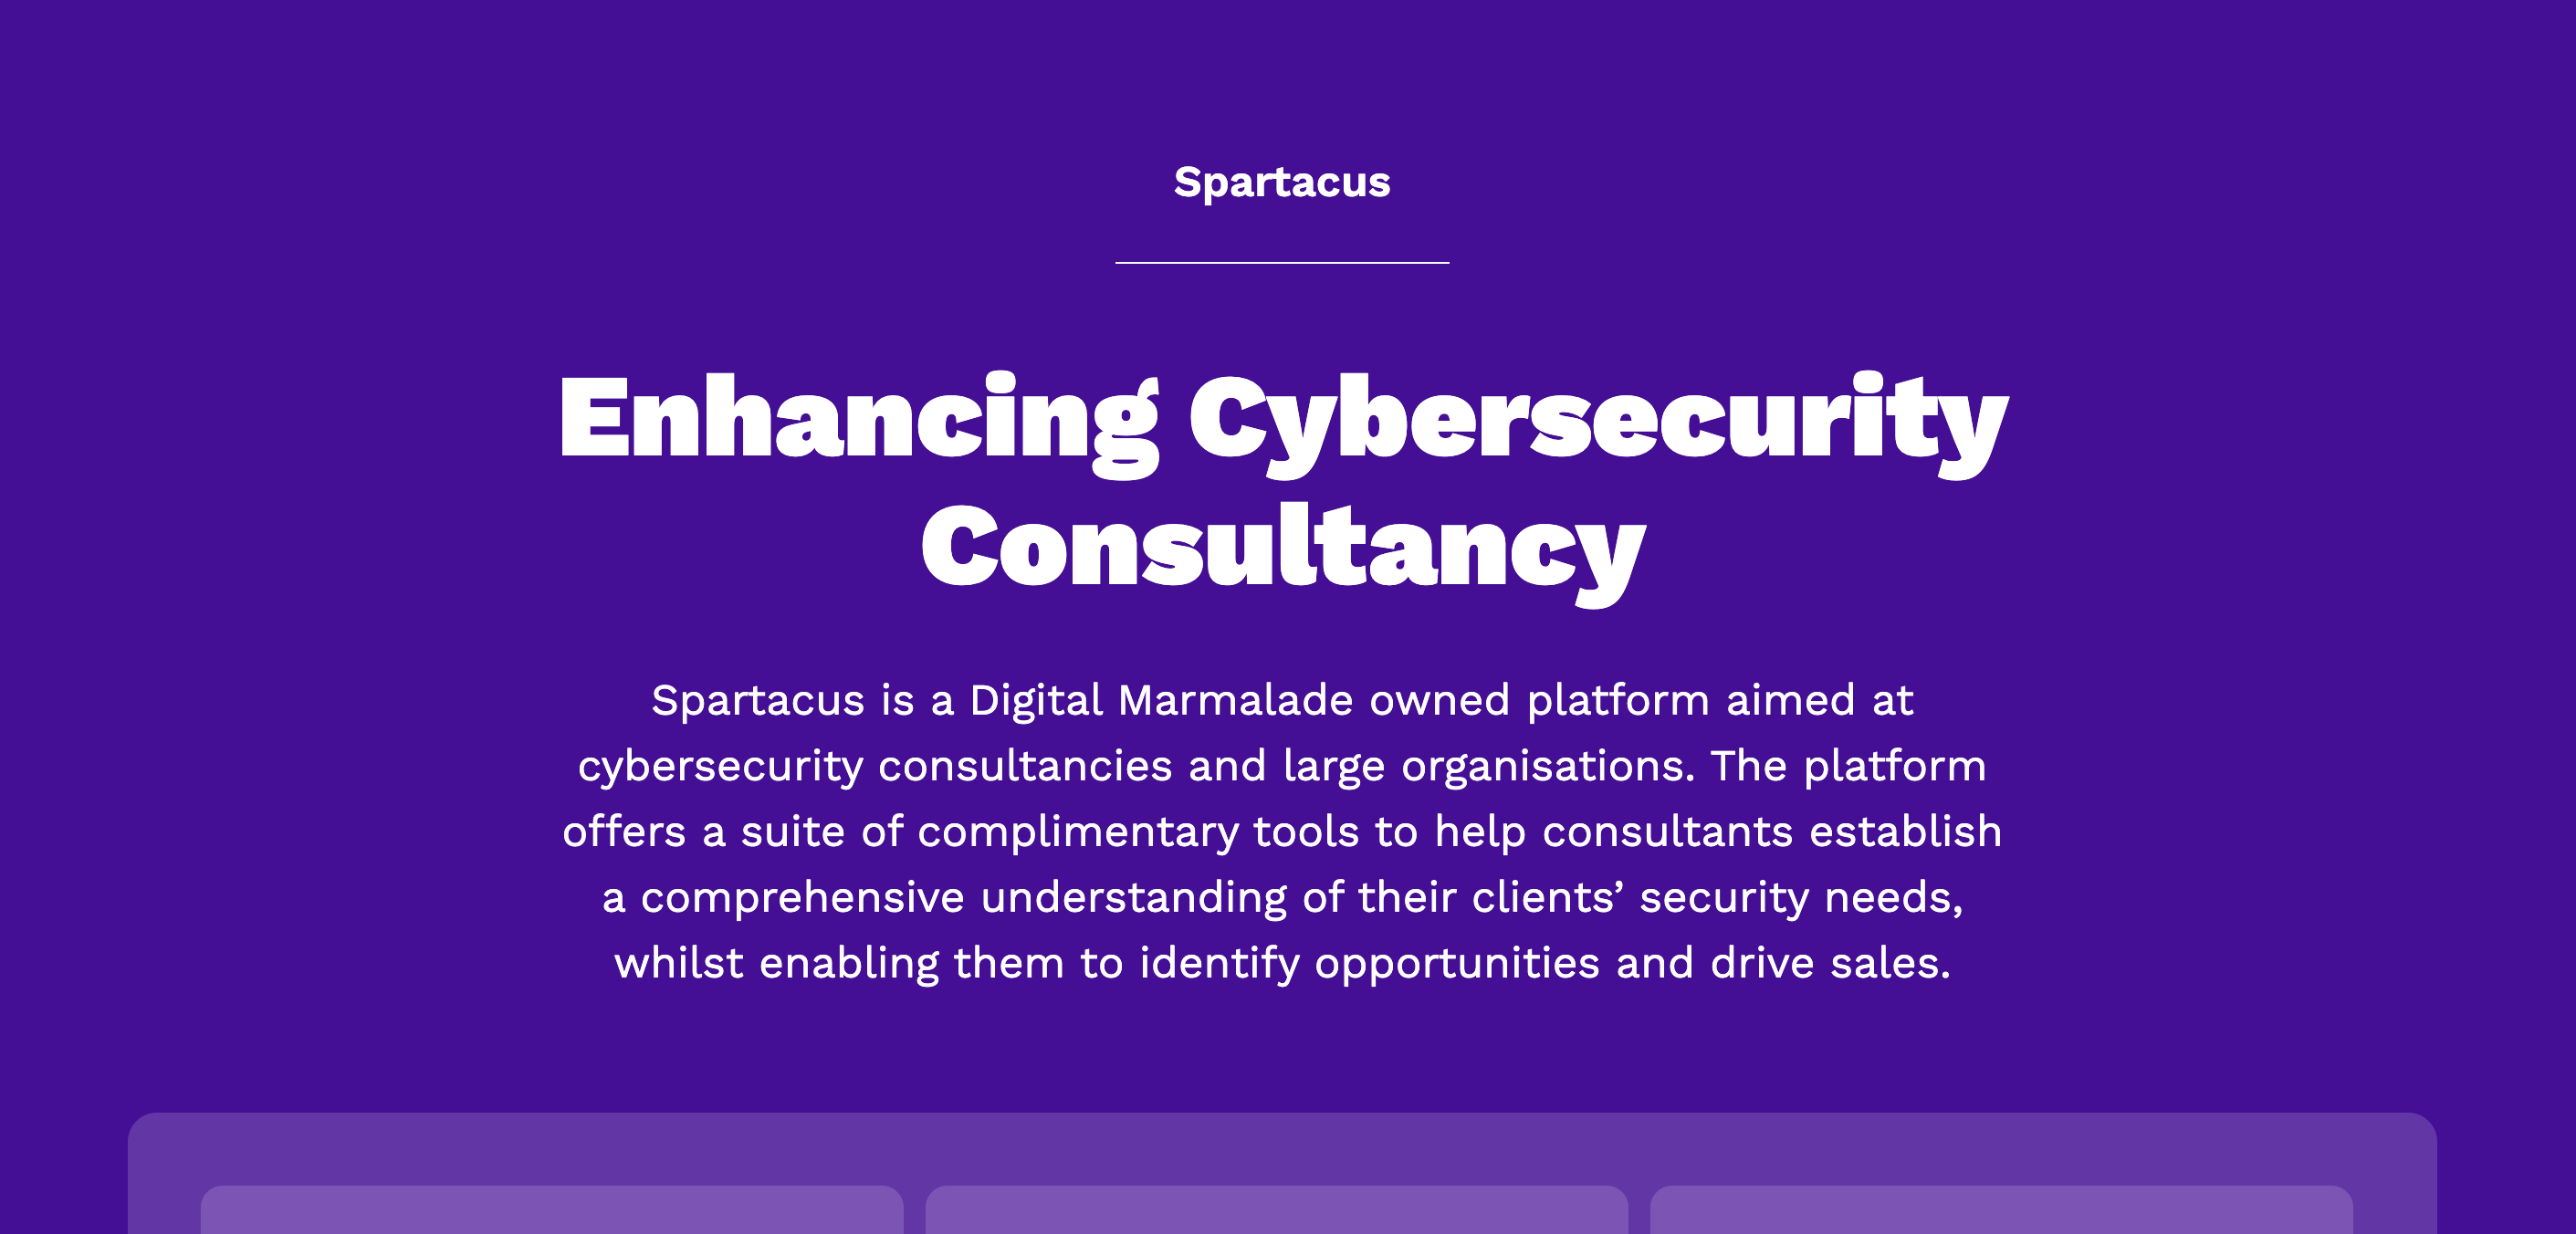 Spartacus
Enhancing Cybersecurity
Consultancy
Spartacus is a Digital Marmalade owned platform aimed at
cybersecurity consultancies and large organisations. The platform
offers a suite of complimentary tools to help consultants establish
a comprehensive understanding of their clients’ security needs,
whilst enabling them to identify opportunities and drive sales.